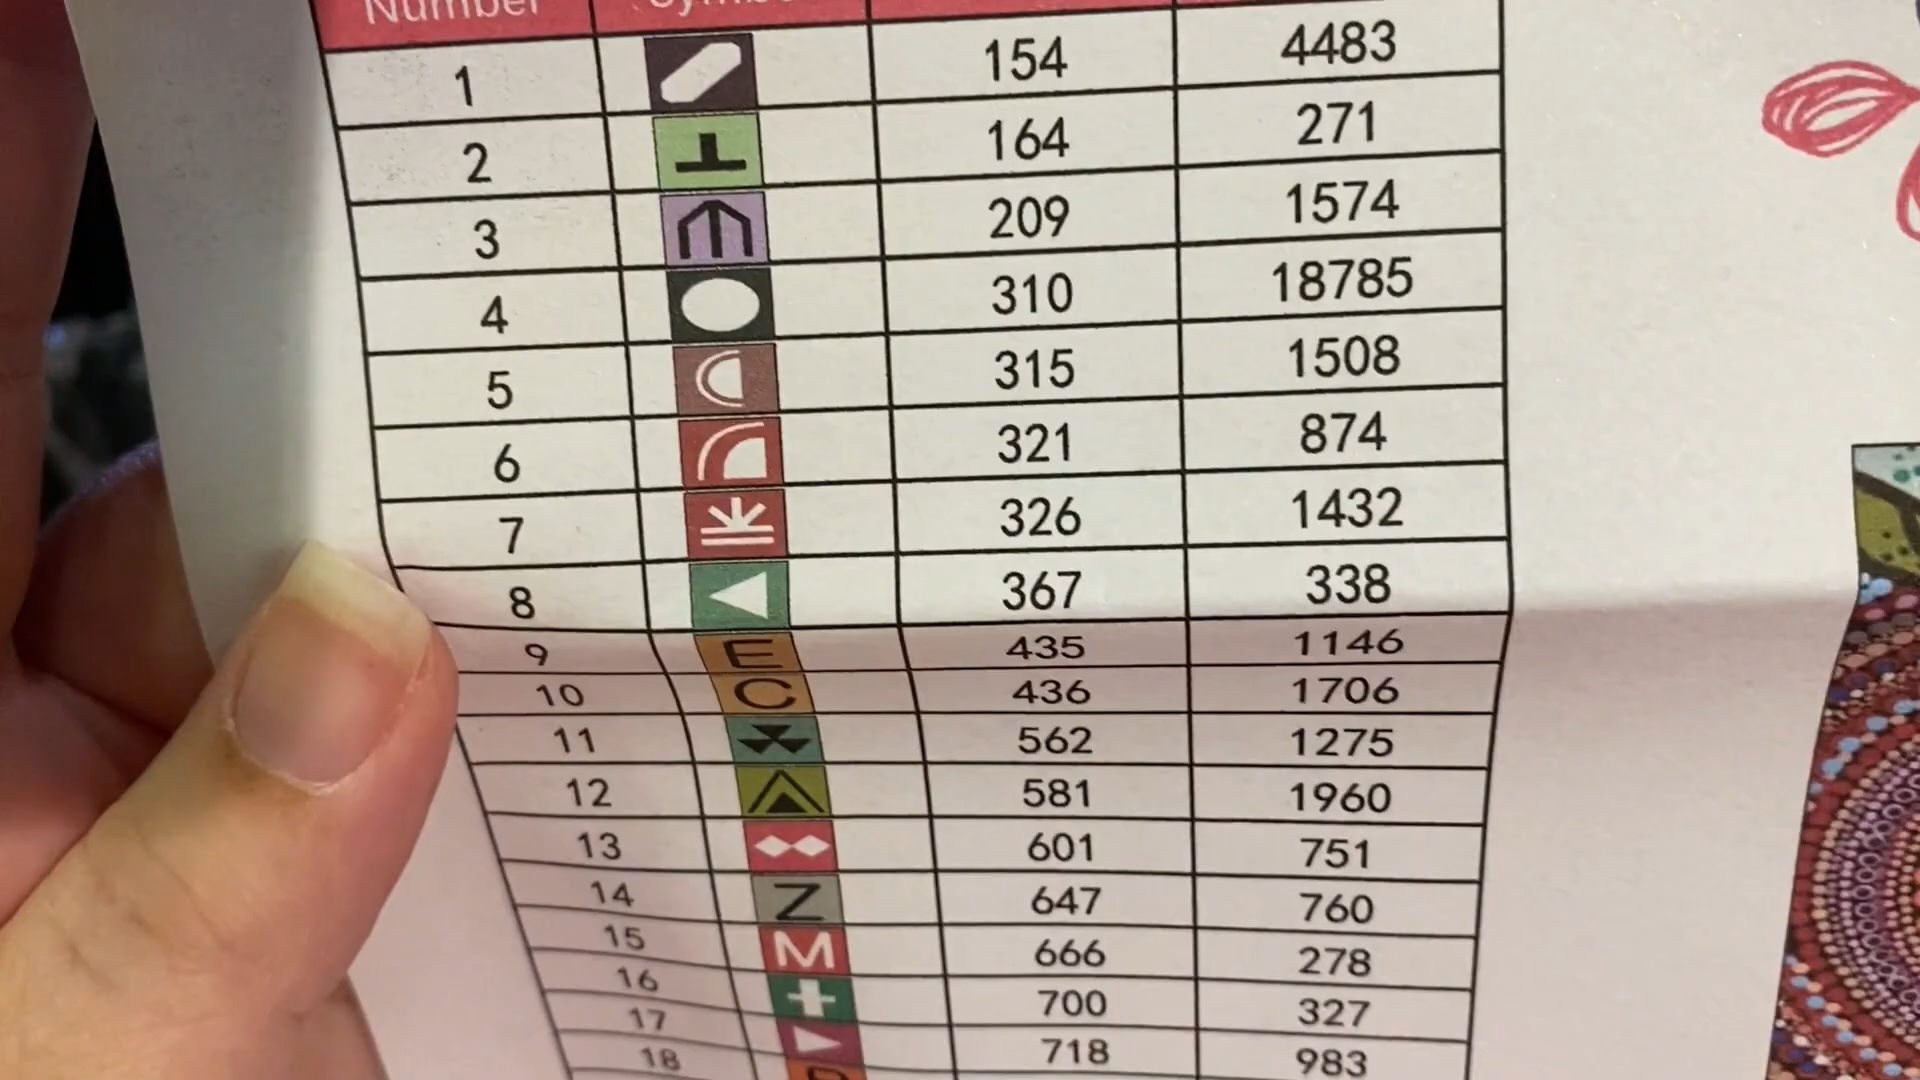 Number
1 154 4483
2 164 271
3 209 1574
4 310 18785
5 315 1508
6 321 874
7 326 1432
8 367 338
9 E 435 1146
10 C 436 1706
11 562 1275
12 581 1960
13 601 751
14 Z 647 760
15 M 666 278
16 700 327
17 718 983
18